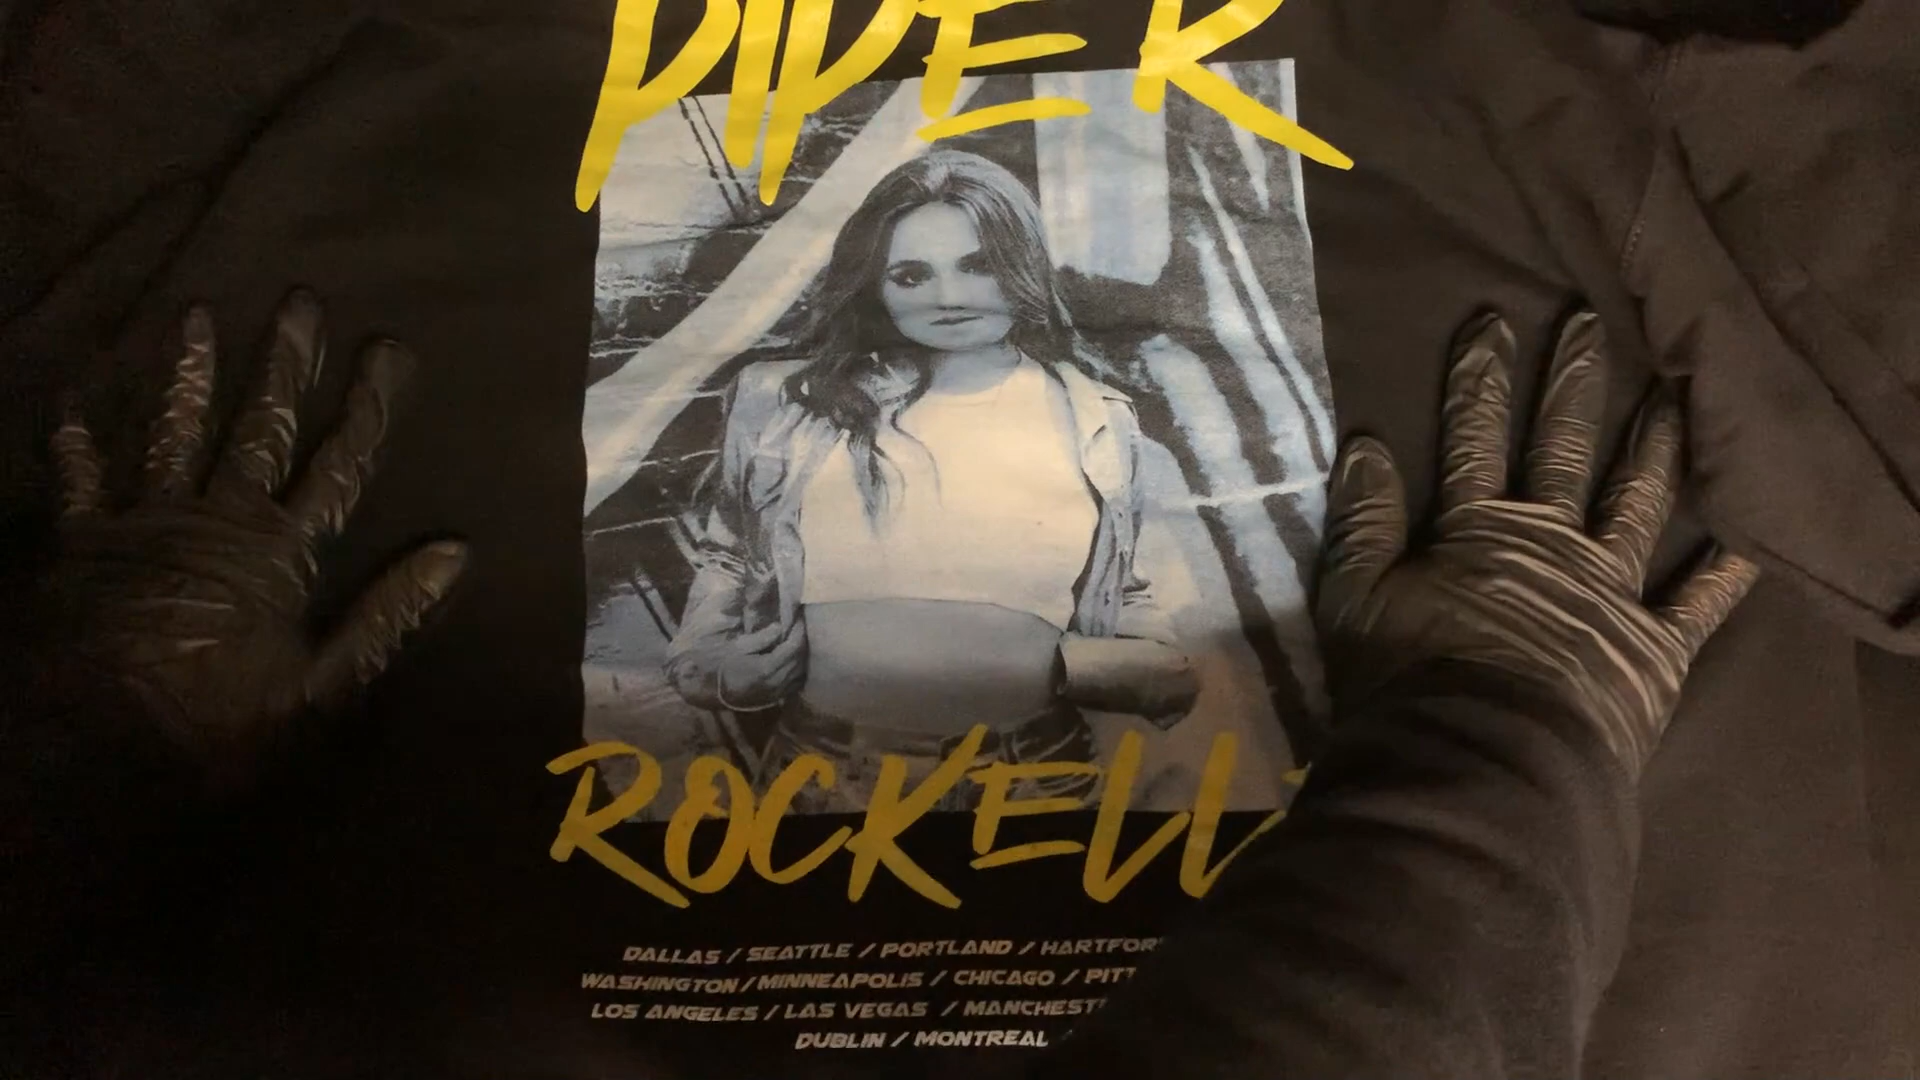 PIPER
ROCKELL
DALLAS / SEATTLE / PORTLAND /
WASHINGTON / MINNEAPOLIS / CHICAGO /
LOS ANGELES / LAS VEGAS /
DUBLIN / MONTREAL